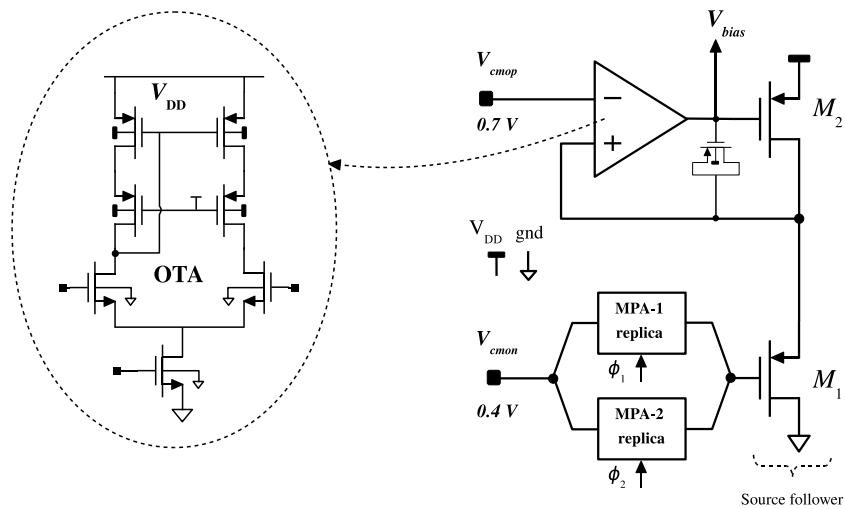 V_DD
OTA
V_cmop
0.7 V
−
+
V_bias
M_2
V_DD gnd
V_cmon
0.4 V
MPA-1
replica
ϕ_1
MPA-2
replica
ϕ_2
M_1
Source follower